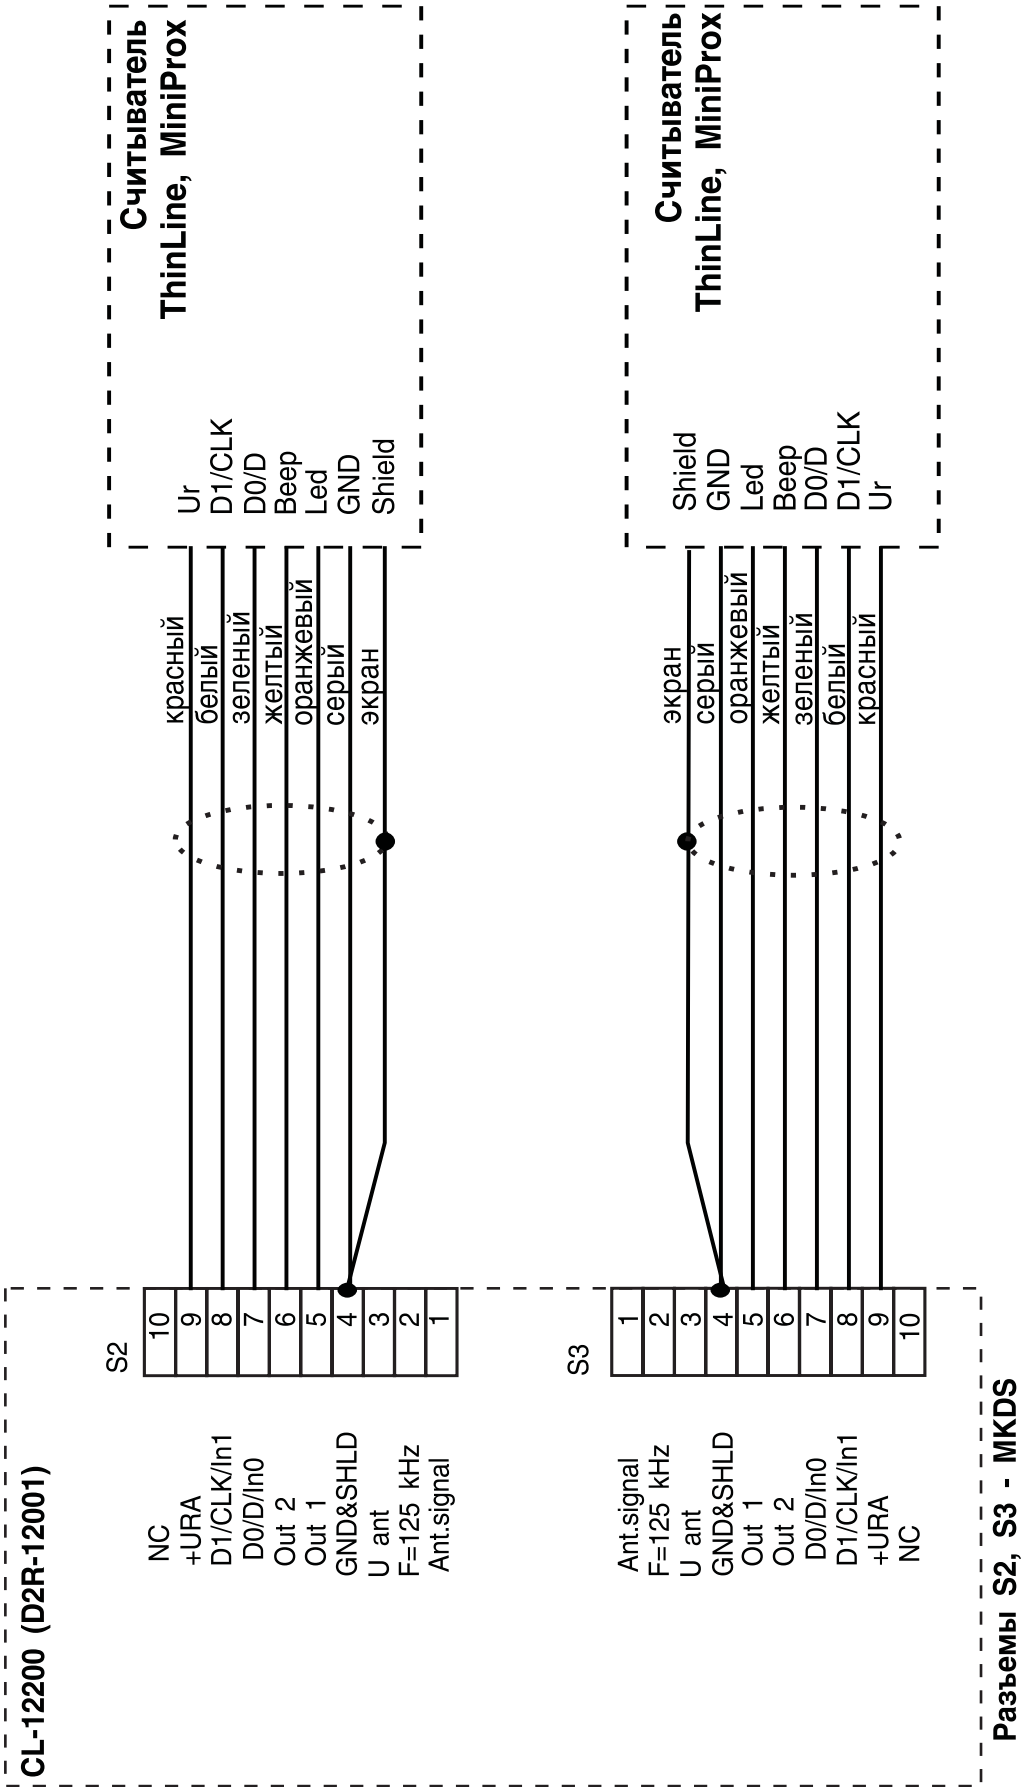 CL-12200 (D2R-12001)
S2
NC
10
+URA
9
D1/CLK/In1
8
D0/D/In0
7
Out 2
6
Out 1
5
GND&SHLD
4
U ant
3
F=125 kHz
2
Ant.signal
1
красный
белый
зеленый
желтый
оранжевый
серый
экран
Ur
D1/CLK
D0/D
Beep
Led
GND
Shield
Считыватель
ThinLine, MiniProx
S3
Ant.signal
1
F=125 kHz
2
U ant
3
GND&SHLD
4
Out 1
5
Out 2
6
D0/D/In0
7
D1/CLK/In1
8
+URA
9
NC
10
экран
серый
оранжевый
желтый
зеленый
белый
красный
Shield
GND
Led
Beep
D0/D
D1/CLK
Ur
Считыватель
ThinLine, MiniProx
Разъемы S2, S3 - MKDS